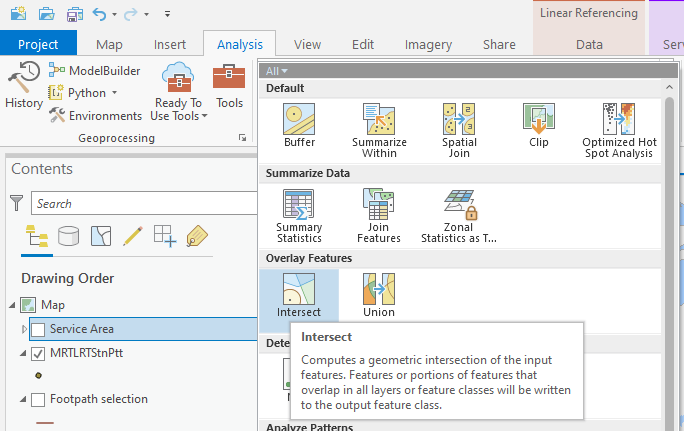 Linear Referencing
Project
Map
Insert
Analysis
View
Edit
Imagery
Share
Data
History
ModelBuilder
Python
Environments
Ready To
Use Tools
Tools
Geoprocessing
All
Default
Buffer
Summarize
Within
Spatial
Join
Clip
Optimized Hot
Spot Analysis
Summarize Data
Summary
Statistics
Join
Features
Zonal
Statistics as T...
Overlay Features
Intersect
Union
Intersect
Computes a geometric intersection of the input
features. Features or portions of features that
overlap in all layers or feature classes will be written
to the output feature class.
Analyze Patterns
Contents
Search
Drawing Order
Map
Service Area
MRTLRTStnPtt
Footpath selection